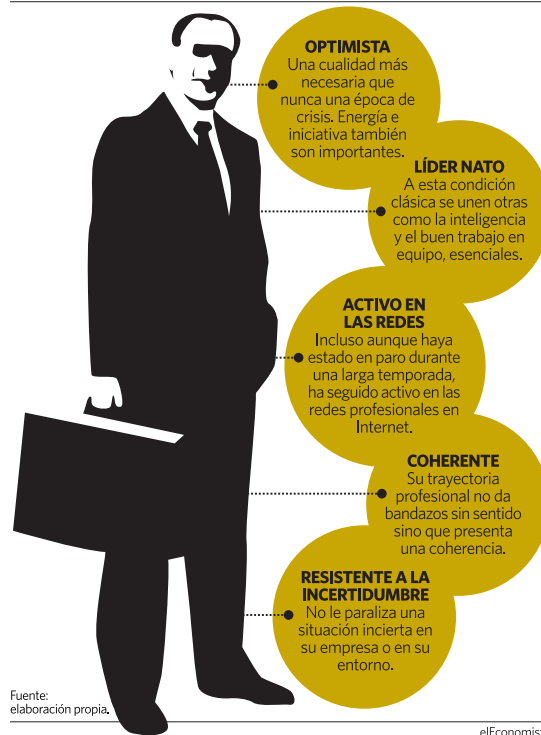 OPTIMISTA
Una cualidad más
necesaria que
nunca una época de
crisis. Energía e
iniciativa también
son importantes.
LÍDER NATO
A esta condición
clásica se unen otras
como la inteligencia
y el buen trabajo en
equipo, esenciales.
ACTIVO EN
LAS REDES
Incluso aunque haya
estado en paro durante
una larga temporada,
ha seguido activo en las
redes profesionales en
Internet.
COHERENTE
Su trayectoria
profesional no da
bandazos sin sentido
sino que presenta
una coherencia.
RESISTENTE A LA
INCERTIDUMBRE
No le paraliza una
situación incierta en
su empresa o en su
entorno.
Fuente:
elaboración propia.
elEconomist